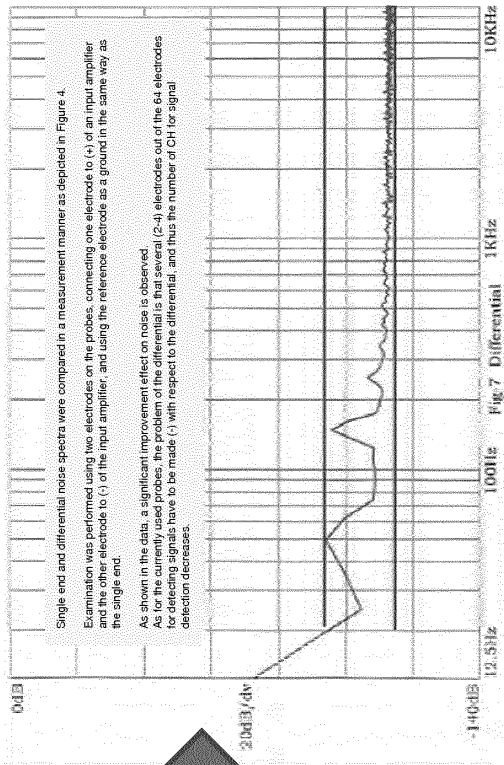 0dB
Single end and differential noise spectra were compared in a measurement manner as depicted in Figure 4.
Examination was performed using two electrodes on the probes, connecting one electrode to (+) of an input amplifier
and the other electrode to (-) of the input amplifier, and using the reference electrode as a ground in the same way as
the single end.
As shown in the data, a significant improvement effect on noise is observed
As for the currently used probes, the problem of the differential is that several (2-4) electrodes out of the 64 electrodes
for detecting signals have to be made (-) with respect to the differential, and thus the number of CH for signal
detection decreases.
20dB/dv
-140dB
12.5Hz 100Hz 1KHz 10KHz
Fig 7 Differential